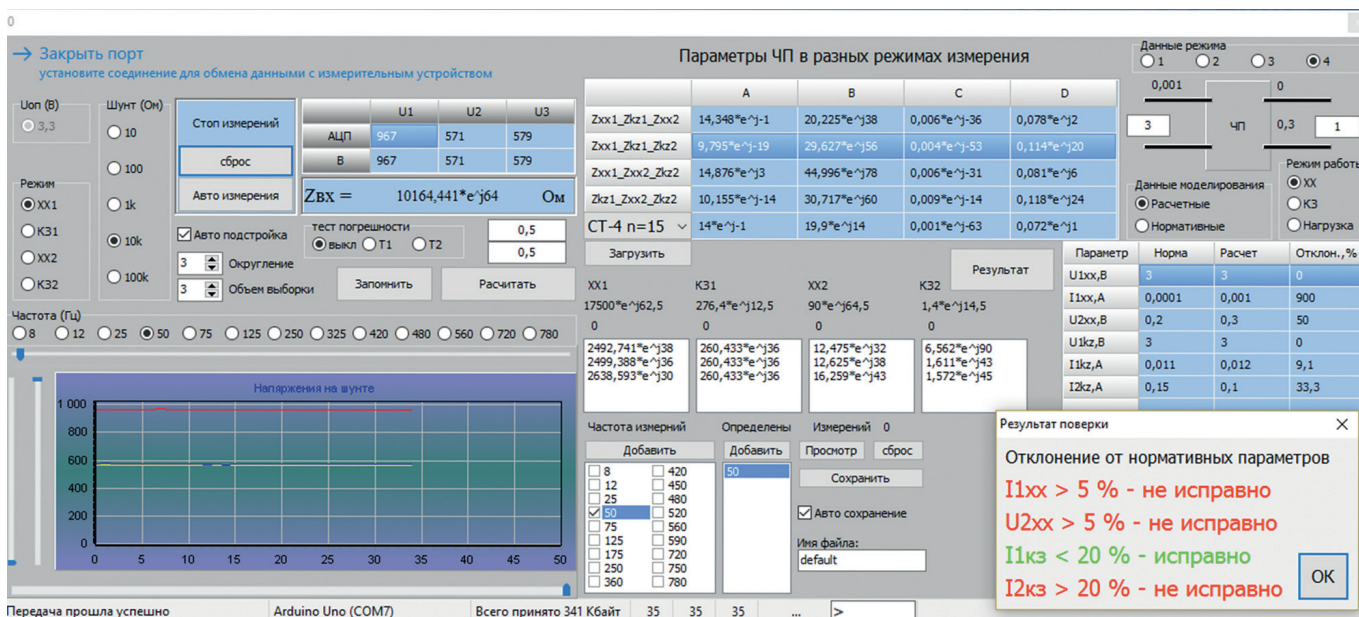 0
→ Закрыть порт
установите соединение для обмена данными с измерительным устройством
Uоп (В)
3,3
Шунт (Ом)
10
100
1k
10k
100k
Режим
XX1
КЗ1
XX2
КЗ2
Стоп измерений
сброс
Авто измерения
U1 U2 U3
АЦП 967 571 579
В 967 571 579
Zвх = 10164,441*e^j64 Ом
Авто подстройка
тест погрешности
выкл T1 T2
0,5
0,5
3 Округление
3 Объем выборки
Запомнить
Расчитать
Частота (Гц)
8 12 25 50 75 125 250 325 420 480 560 720 780
Напяржения на шунте
1 000
800
600
400
200
0
0 5 10 15 20 25 30 35 40 45 50
Параметры ЧП в разных режимах измерения
A B C D
Zxx1_Zkz1_Zxx2 14,348*e^j-1 20,225*e^j38 0,006*e^j-36 0,078*e^j2
Zxx1_Zkz1_Zkz2 9,795*e^j-19 29,627*e^j56 0,004*e^j-53 0,114*e^j20
Zxx1_Zxx2_Zkz2 14,876*e^j3 44,996*e^j78 0,006*e^j-31 0,081*e^j6
Zkz1_Zxx2_Zkz2 10,155*e^j-14 30,717*e^j60 0,009*e^j-14 0,118*e^j24
СТ-4 n=15 14*e^j-1 19,9*e^j14 0,001*e^j-63 0,072*e^j1
Загрузить
Результат
XX1 КЗ1 XX2 КЗ2
17500*e^j62,5 276,4*e^j12,5 90*e^j64,5 1,4*e^j14,5
0 0 0 0
2492,741*e^j38 260,433*e^j36 12,475*e^j32 6,562*e^j90
2499,388*e^j36 260,433*e^j36 12,625*e^j38 1,611*e^j43
2638,593*e^j30 260,433*e^j36 16,259*e^j43 1,572*e^j45
Частота измерний
Определены
Измерений 0
Добавить
Добавить
Просмотр
сброс
8 420
12 450
25 480
50 520
75 560
125 590
175 720
250 750
360 780
50
Сохранить
Авто сохранение
Имя файла:
default
Данные режима
1 2 3 4
0,001 0
3 ЧП 0,3 1
Данные моделирования
Расчетные
Нормативные
Режим работы
ХХ
КЗ
Нагрузка
Параметр Норма Расчет Отклон.,%
U1xx,В 3 3 0
I1xx,А 0,0001 0,001 900
U2xx,В 0,2 0,3 50
U1kz,В 3 3 0
I1kz,А 0,011 0,012 9,1
I2kz,А 0,15 0,1 33,3
Результат поверки
Отклонение от нормативных параметров
I1хх > 5 % - не исправно
U2хх > 5 % - не исправно
I1кз < 20 % - исправно
I2кз > 20 % - не исправно
ОК
Передача прошла успешно Arduino Uno (COM7) Всего принято 341 Кбайт 35 35 35 ... >